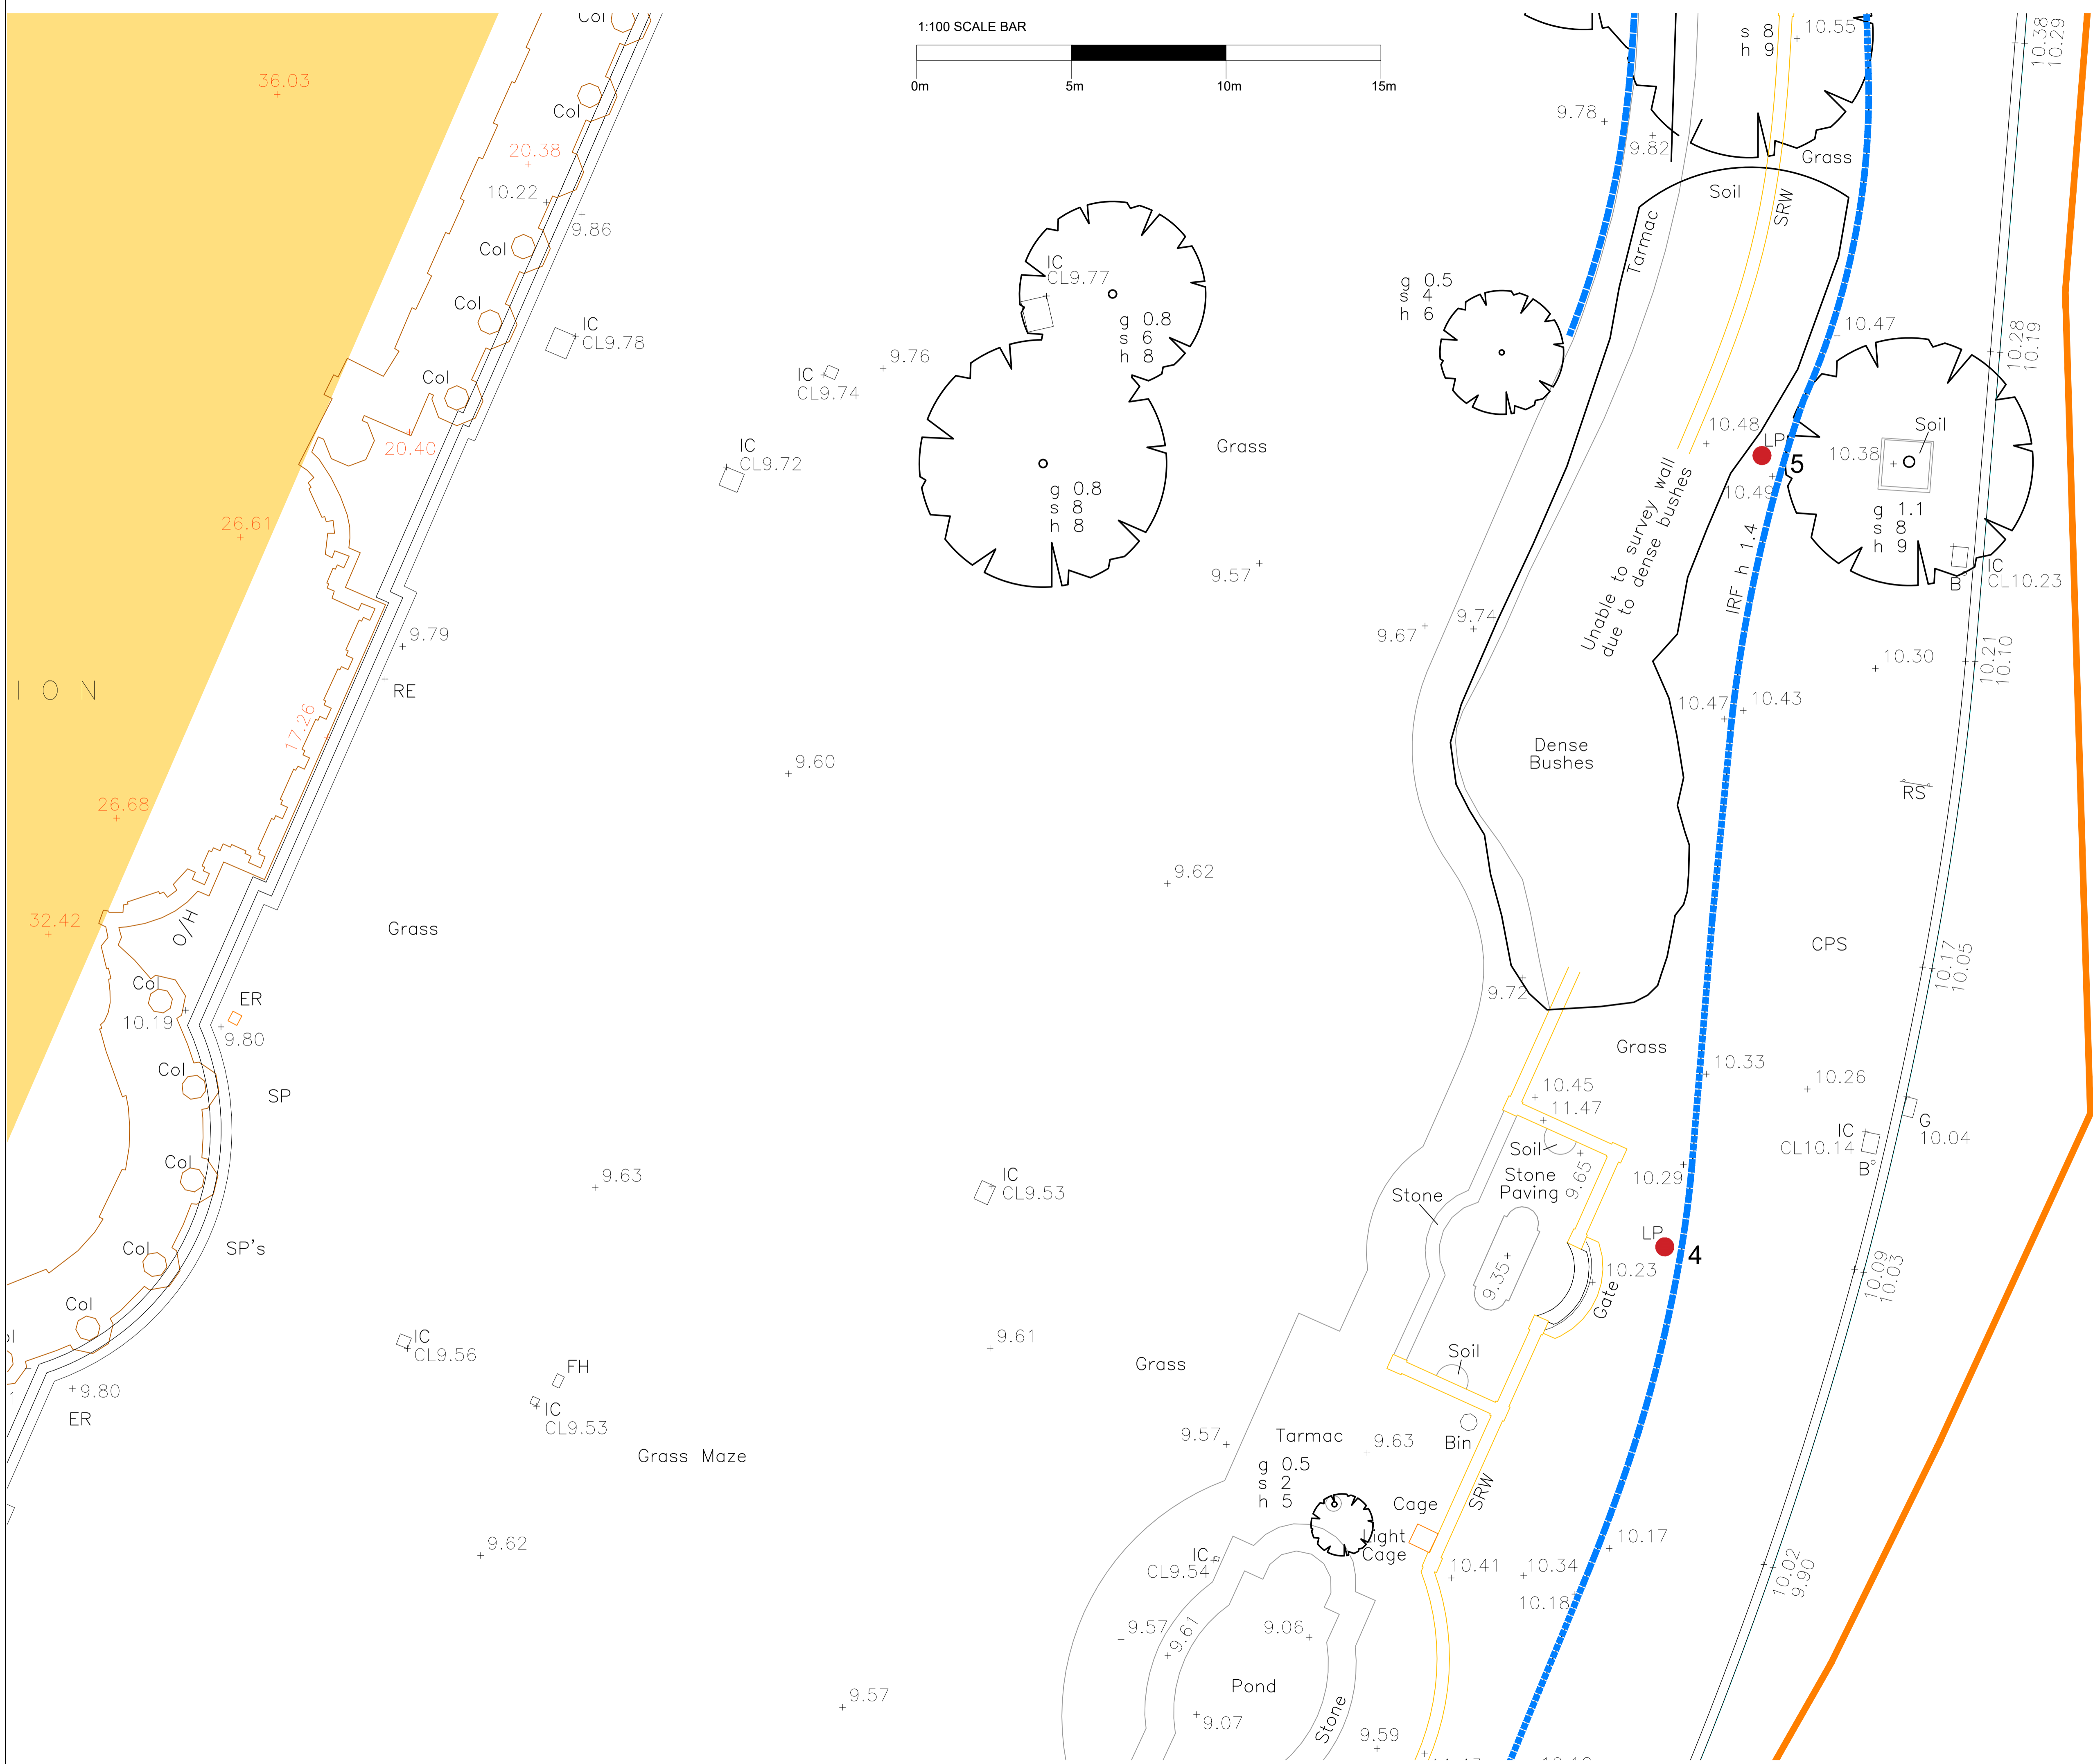 1:100 SCALE BAR
0m
5m
10m
15m
Col
36.03
Col
20.38
10.22
9.86
Col
Col
IC
CL9.78
Col
20.40
26.61
9.79
RE
I O N
17.26
26.68
32.42
O/H
Grass
Col
ER
10.19
9.80
Col
SP
Col
SP's
Col
Col
9.80
ER
IC
CL9.56
FH
IC
CL9.53
Grass Maze
9.62
9.63
9.57
IC
CL9.74
9.76
IC
CL9.72
IC
CL9.77
g 0.8
s 6
h 8
g 0.8
s 8
h 8
Grass
9.57
9.60
9.62
IC
CL9.53
9.61
Grass
9.57
Tarmac
9.63
g 0.5
s 2
h 5
Bin
Cage
Light
Cage
SRW
IC
CL9.54
9.57
9.61
9.06
Pond
9.07
Stone
9.59
10.41
10.34
10.18
10.17
s 8
h 9
10.55
9.78
9.82
Grass
Soil
SRW
Tarmac
g 0.5
s 4
h 6
10.38
10.29
10.47
10.28
10.19
10.48
LP
5
10.49
10.38
Soil
g 1.1
s 8
h 9
Unable to survey wall
due to dense bushes
IRF h 1.4
B
IC
CL10.23
9.67
9.74
10.30
10.21
10.10
10.47
10.43
Dense
Bushes
RS
CPS
10.17
10.05
9.72
Grass
10.33
10.26
10.45
11.47
G
10.04
IC
CL10.14
B
Soil
Stone
Paving
9.65
10.29
Stone
LP
4
9.35
10.23
Gate
10.09
10.03
Soil
10.02
9.90